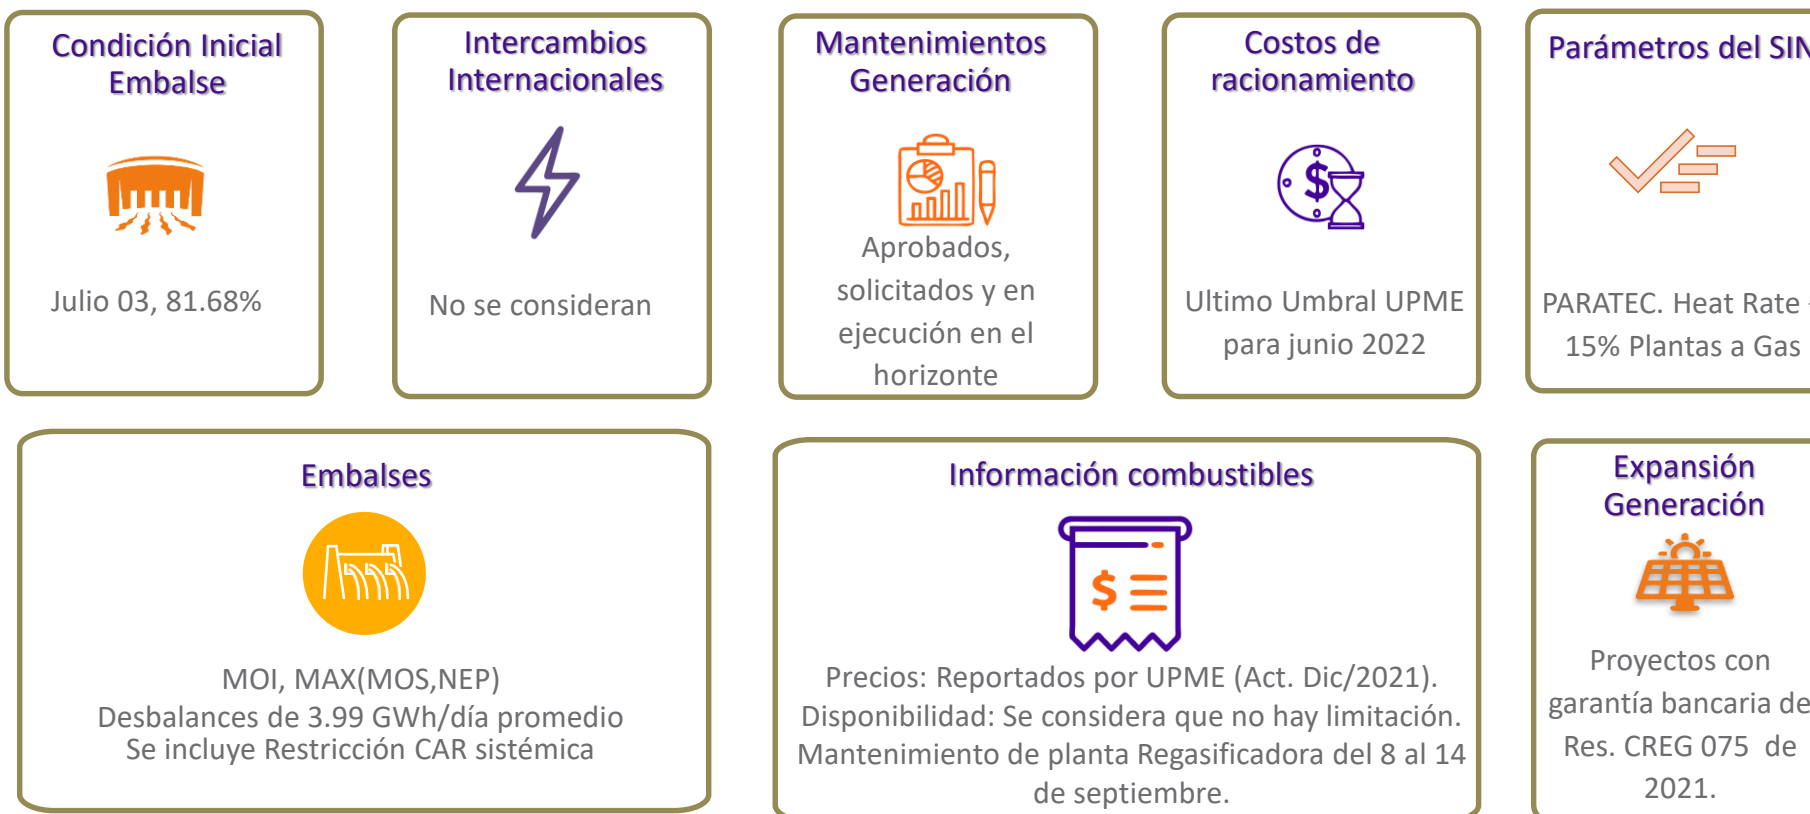 Condición Inicial
Embalse
Julio 03, 81.68%
Intercambios
Internacionales
No se consideran
Mantenimientos
Generación
Aprobados,
solicitados y en
ejecución en el
horizonte
Costos de
racionamiento
$
Ultimo Umbral UPME
para junio 2022
Parámetros del SIN
PARATEC. Heat Rate
15% Plantas a Gas
Embalses
MOI, MAX(MOS,NEP)
Desbalances de 3.99 GWh/día promedio
Se incluye Restricción CAR sistémica
Información combustibles
$
Precios: Reportados por UPME (Act. Dic/2021).
Disponibilidad: Se considera que no hay limitación.
Mantenimiento de planta Regasificadora del 8 al 14
de septiembre.
Expansión
Generación
Proyectos con
garantía bancaria de
Res. CREG 075 de
2021.